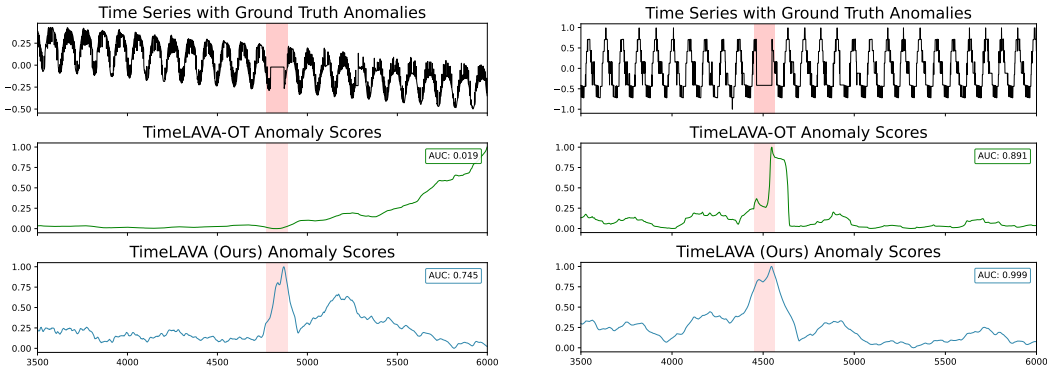 Time Series with Ground Truth Anomalies
0.25
0.00
−0.25
−0.50
TimeLAVA-OT Anomaly Scores
1.00
0.75
0.50
0.25
0.00
AUC: 0.019
TimeLAVA (Ours) Anomaly Scores
1.00
0.75
0.50
0.25
0.00
AUC: 0.745
3500 4000 4500 5000 5500 6000
Time Series with Ground Truth Anomalies
1.0
0.5
0.0
−0.5
−1.0
TimeLAVA-OT Anomaly Scores
1.00
0.75
0.50
0.25
0.00
AUC: 0.891
TimeLAVA (Ours) Anomaly Scores
1.00
0.75
0.50
0.25
0.00
AUC: 0.999
3500 4000 4500 5000 5500 6000